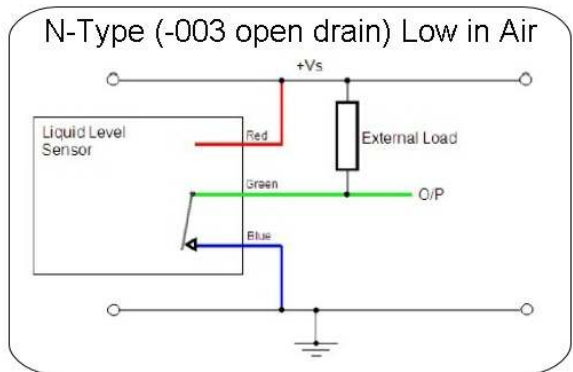 N-Type (-003 open drain) Low in Air
+Vs
Liquid Level
Sensor
Red
External Load
Green
O/P
Blue